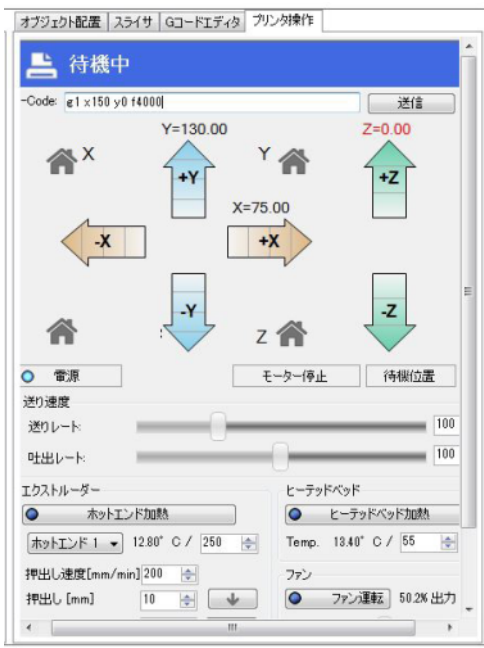 オブジェクト配置 スライサ Gコードエディタ プリンタ操作
待機中
-Code: g1 x150 y0 f4000 送信
Y=130.00 Z=0.00
X Y
+Y +Z
X=75.00
-X +X
-Y -Z
Z
電源 モーター停止 待機位置
送り速度
送りレート: 100
吐出レート: 100
エクストルーダー ヒーテッドベッド
ホットエンド加熱 ヒーテッドベッド加熱
ホットエンド 1 12.80° C / 250 Temp. 13.40° C / 55
押出し速度[mm/min] 200 ファン
押出し [mm] 10 ファン運転 50.2% 出力